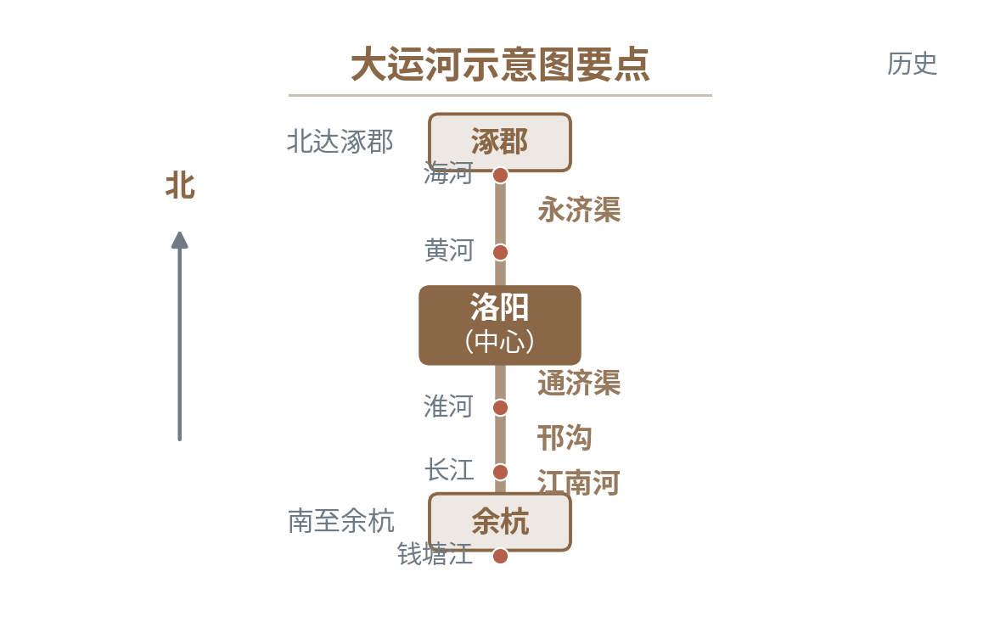 大运河示意图要点
历史
北达涿郡
涿郡
海河
北
永济渠
黄河
洛阳
（中心）
通济渠
淮河
邗沟
长江
江南河
南至余杭
余杭
钱塘江